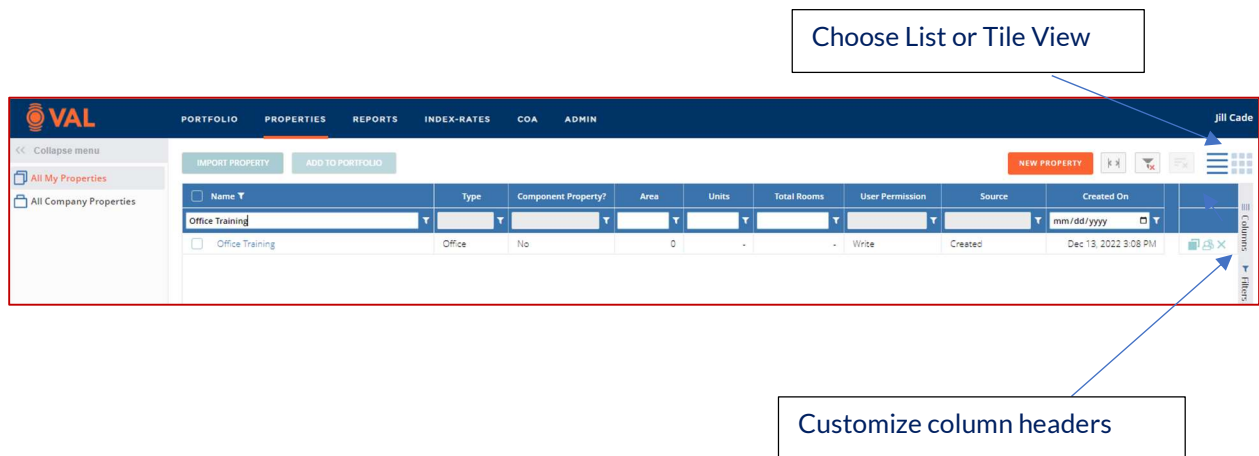 Choose List or Tile View
VAL
PORTFOLIO PROPERTIES REPORTS INDEX-RATES COA ADMIN
Jill Cade
<< Collapse menu
IMPORT PROPERTY ADD TO PORTFOLIO
NEW PROPERTY
All My Properties
All Company Properties
Name Type Component Property? Area Units Total Rooms User Permission Source Created On
Office Training mm/dd/yyyy
Office Training Office No 0 - - Write Created Dec 13, 2022 3:08 PM
Columns
Filters
Customize column headers